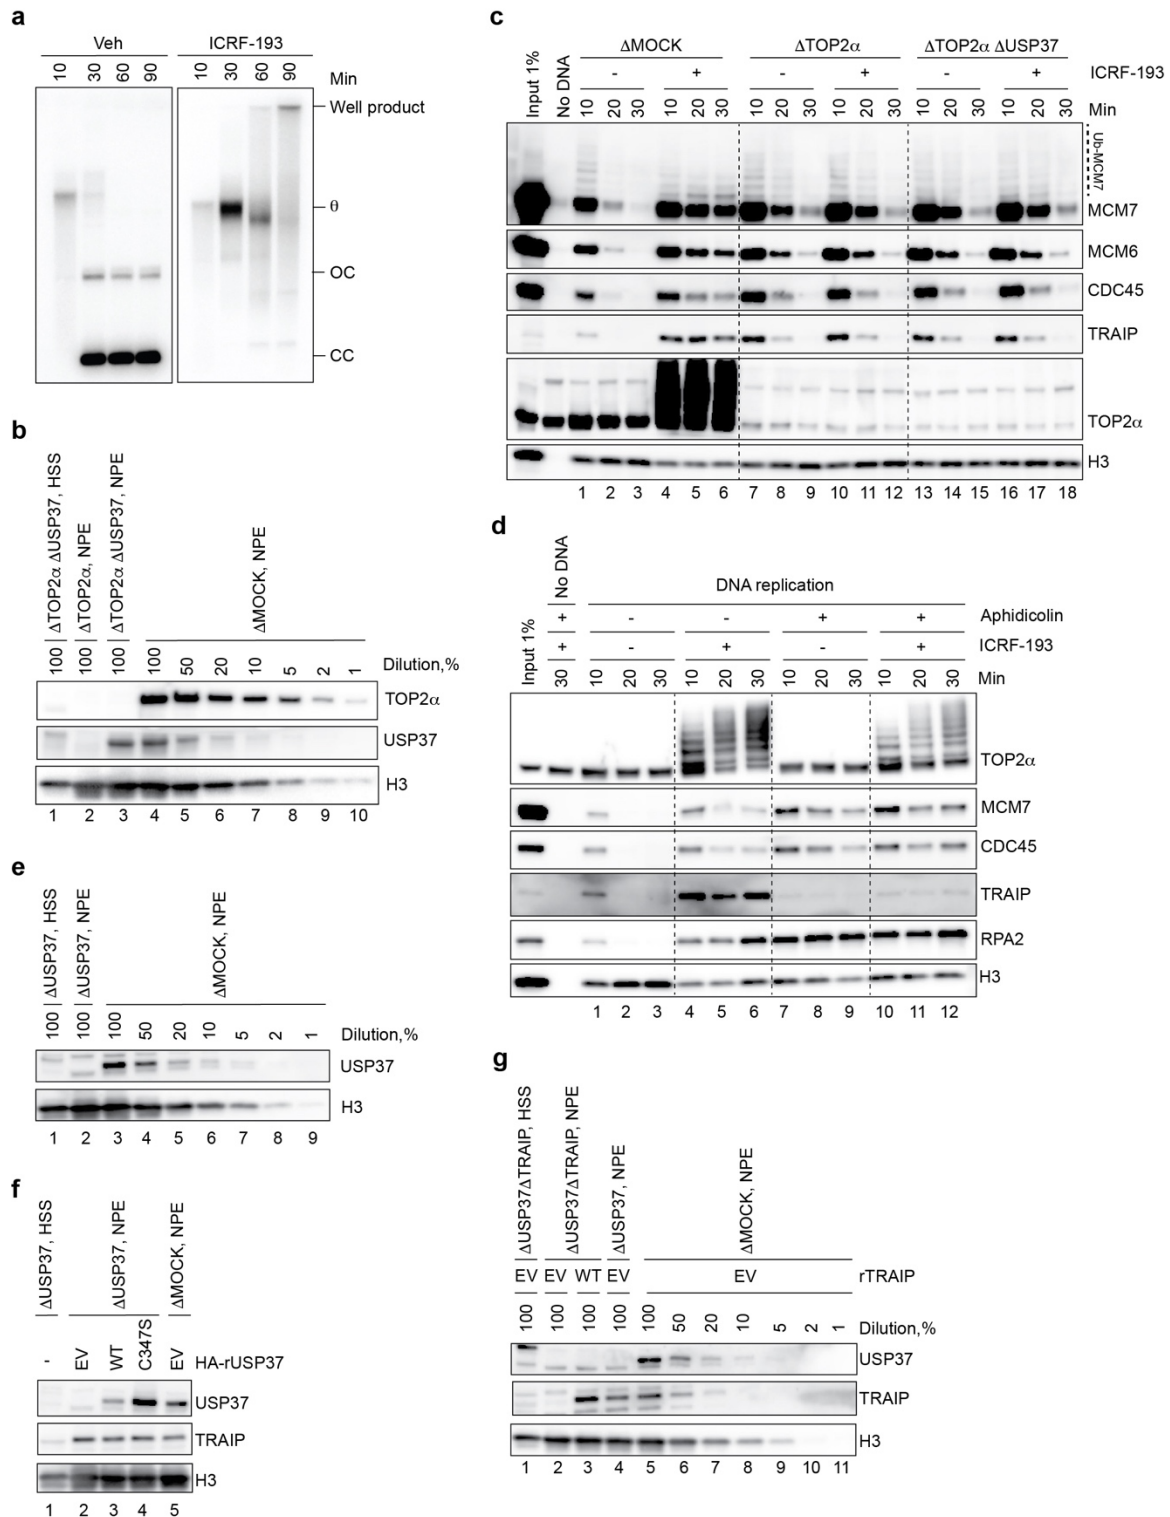 a
Veh
ICRF-193
10 30 60 90
10 30 60 90
Min
Well product
θ
OC
CC
b
ΔTOP2α ΔUSP37, HSS
ΔTOP2α, NPE
ΔTOP2α ΔUSP37, NPE
ΔMOCK, NPE
100 100 100 100 50 20 10 5 2 1
Dilution,%
TOP2α
USP37
H3
1 2 3 4 5 6 7 8 9 10
c
Input 1%
No DNA
ΔMOCK
ΔTOP2α
ΔTOP2α ΔUSP37
- + - + - +
ICRF-193
10 20 30 10 20 30 10 20 30 10 20 30 10 20 30 10 20 30
Min
Ub-MCM7
MCM7
MCM6
CDC45
TRAIP
TOP2α
H3
1 2 3 4 5 6 7 8 9 10 11 12 13 14 15 16 17 18
d
Input 1%
No DNA
DNA replication
+ - - + +
Aphidicolin
+ - + - +
ICRF-193
30 10 20 30 10 20 30 10 20 30 10 20 30
Min
TOP2α
MCM7
CDC45
TRAIP
RPA2
H3
1 2 3 4 5 6 7 8 9 10 11 12
e
ΔUSP37, HSS
ΔUSP37, NPE
ΔMOCK, NPE
100 100 100 50 20 10 5 2 1
Dilution,%
USP37
H3
1 2 3 4 5 6 7 8 9
f
ΔUSP37, HSS
ΔUSP37, NPE
ΔMOCK, NPE
- EV WT C347S EV
HA-rUSP37
USP37
TRAIP
H3
1 2 3 4 5
g
ΔUSP37ΔTRAIP, HSS
ΔUSP37ΔTRAIP, NPE
ΔUSP37, NPE
ΔMOCK, NPE
EV EV WT EV EV
rTRAIP
100 100 100 100 100 50 20 10 5 2 1
Dilution,%
USP37
TRAIP
H3
1 2 3 4 5 6 7 8 9 10 11